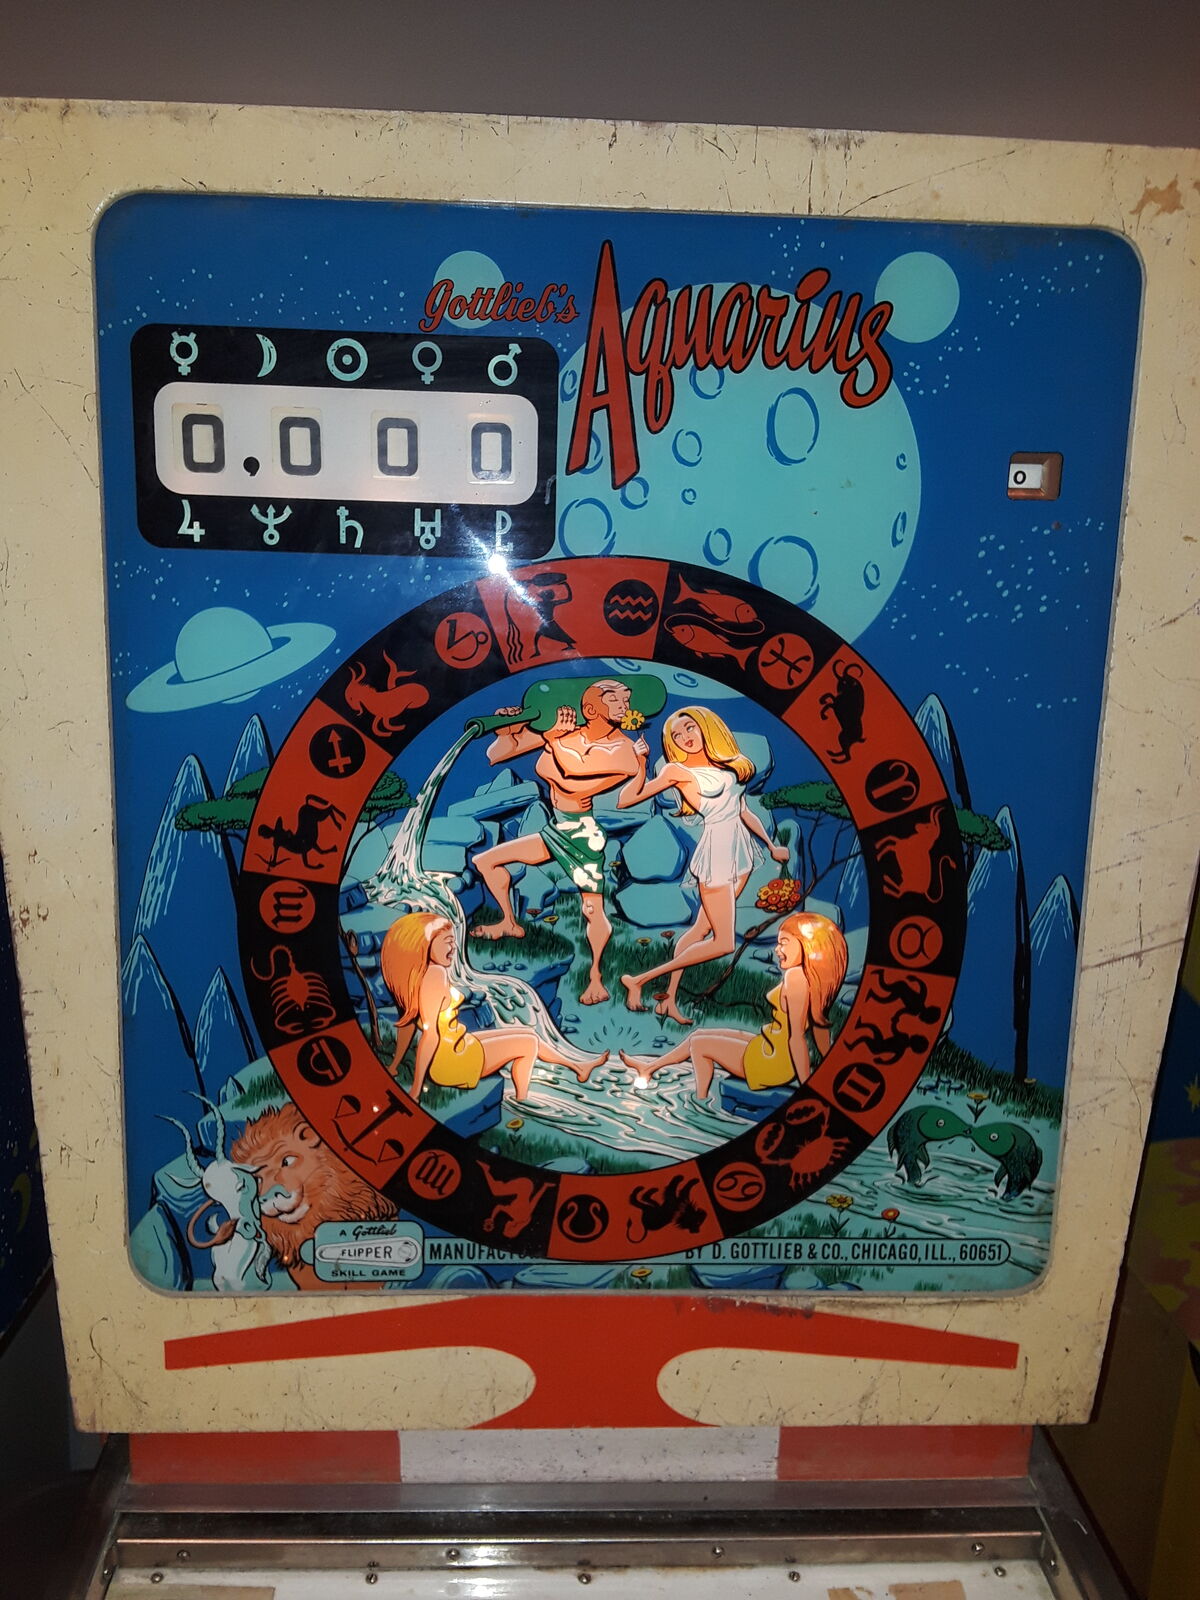 Gottlieb's
Aquarius
0,000
0
A Gottlieb
FLIPPER
SKILL GAME
BY D. GOTTLIEB & CO., CHICAGO, ILL., 60651